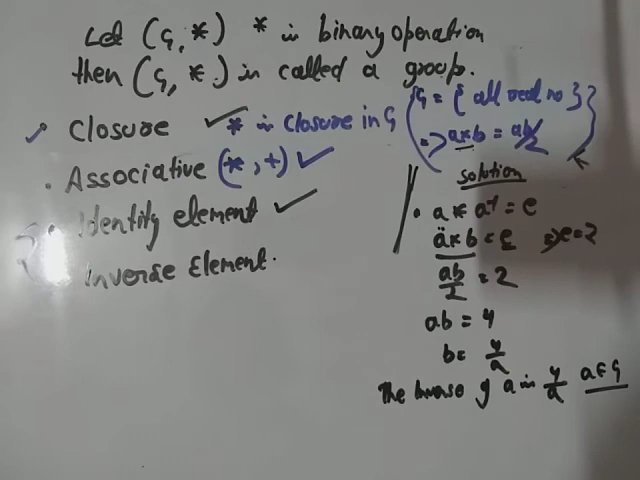 Let (G, *) * is binary operation
then (G, *.) is called a group.
Closure ✓ * is closure in G
Associative (*, +) ✓
Identity element ✓
Inverse Element.
G = { all real no }
=> a*b = ab/2
solution
• a * a⁻¹ = e
a*b = e => e=2
ab/2 = 2
ab = 4
b = 4/a
The inverse of a is 4/a a∈G